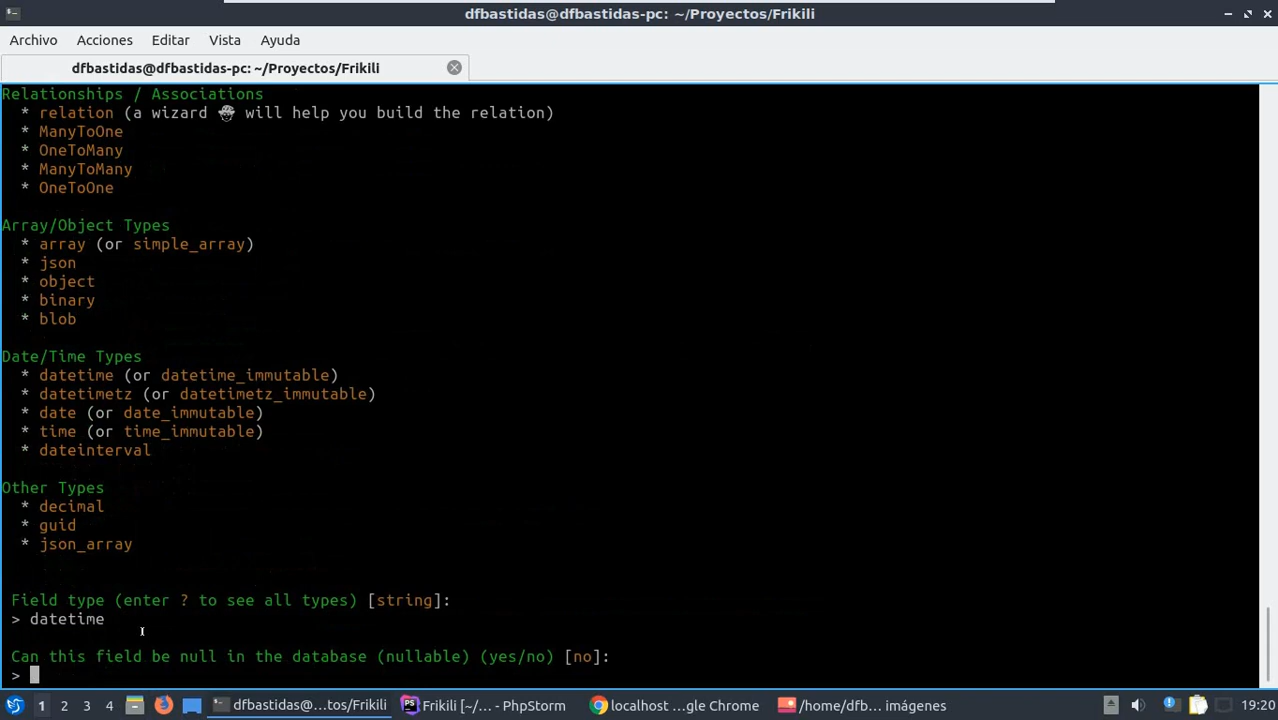 dfbastidas@dfbastidas-pc: ~/Proyectos/Frikili
Archivo Acciones Editar Vista Ayuda
dfbastidas@dfbastidas-pc: ~/Proyectos/Frikili
Relationships / Associations
* relation (a wizard 🧙 will help you build the relation)
* ManyToOne
* OneToMany
* ManyToMany
* OneToOne
Array/Object Types
* array (or simple_array)
* json
* object
* binary
* blob
Date/Time Types
* datetime (or datetime_immutable)
* datetimetz (or datetimetz_immutable)
* date (or date_immutable)
* time (or time_immutable)
* dateinterval
Other Types
* decimal
* guid
* json_array
Field type (enter ? to see all types) [string]:
> datetime
Can this field be null in the database (nullable) (yes/no) [no]:
>
1 2 3 4 dfbastidas@...tos/Frikili PS Frikili [~/... - PhpStorm localhost ...gle Chrome /home/dfb... imágenes 19:20